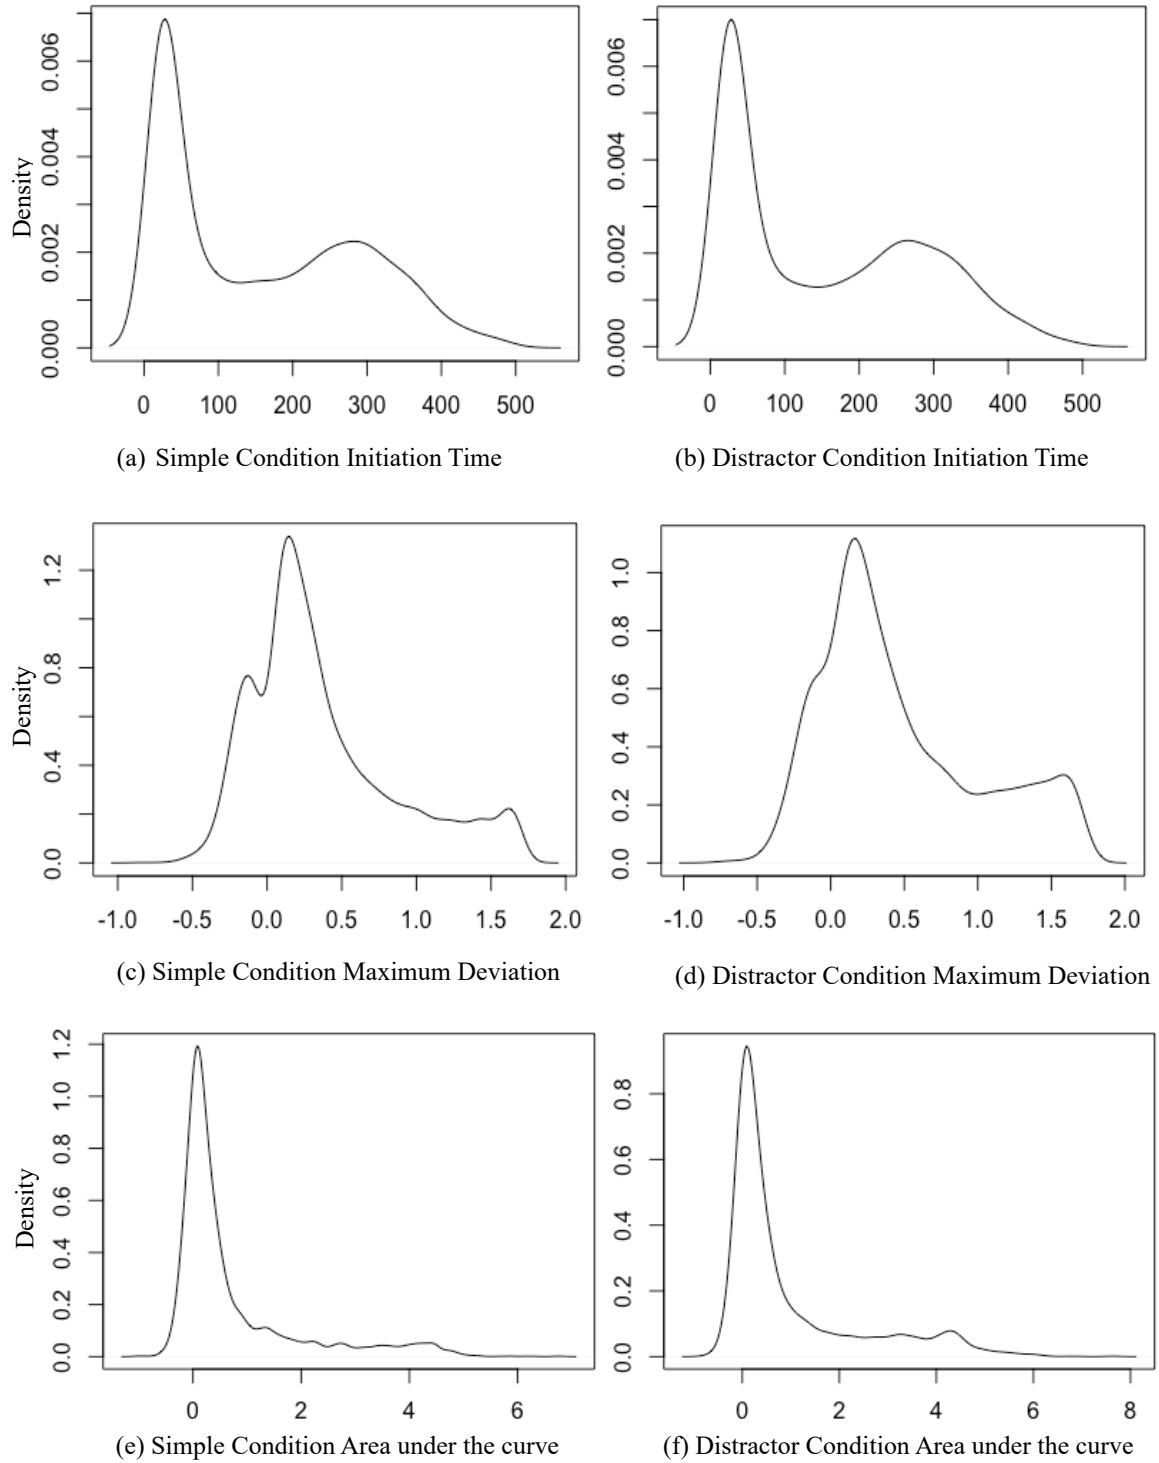 Density
0.006
0.004
0.002
0.000
0 100 200 300 400 500
(a) Simple Condition Initiation Time
0.006
0.004
0.002
0.000
0 100 200 300 400 500
(b) Distractor Condition Initiation Time
Density
1.2
0.8
0.4
0.0
-1.0 -0.5 0.0 0.5 1.0 1.5 2.0
(c) Simple Condition Maximum Deviation
1.0
0.8
0.6
0.4
0.2
0.0
-1.0 -0.5 0.0 0.5 1.0 1.5 2.0
(d) Distractor Condition Maximum Deviation
Density
1.2
1.0
0.8
0.6
0.4
0.2
0.0
0 2 4 6
(e) Simple Condition Area under the curve
0.8
0.6
0.4
0.2
0.0
0 2 4 6 8
(f) Distractor Condition Area under the curve